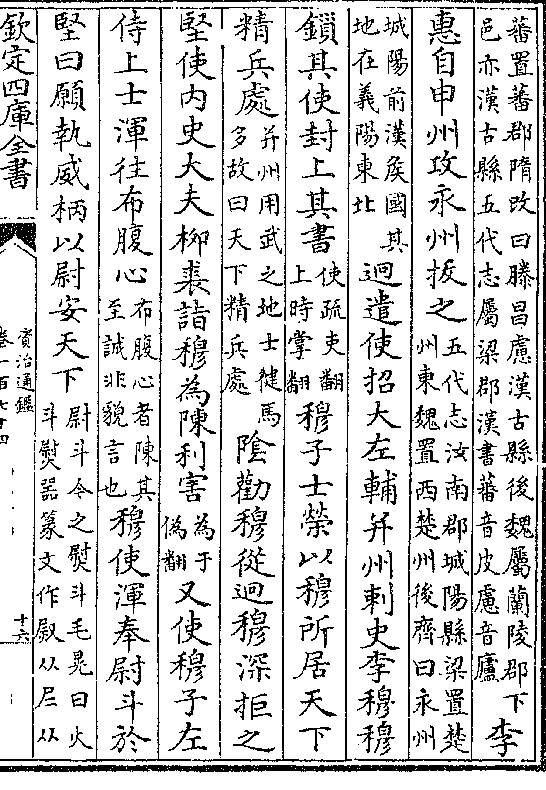 蕃置蕃郡隋改曰滕昌慮漢古縣後魏屬蘭陵郡
邑亦漢古縣五代志屬梁郡漢書蕃音皮慮音廬
下李
惠自申州攻永州拔之
五代志汝南郡城陽縣梁置楚
州東魏置西楚州後齊曰永州
城陽前漢侯國其
地在義陽東北
迥遣使招大左輔并州刺史李穆穆
鎖其使封上其書
使疏吏翻
上時掌翻
穆子士榮以穆所居天下
精兵處
并州用武之地士健馬
多故曰天下精兵處
陰勸穆從迥穆深拒之
堅使内史大夫柳裘詣穆為陳利害
為于
偽翻
又使穆子左
侍上士渾往布腹心
布腹心者陳其
至誠非貌言也
穆使渾奉尉斗於
堅曰願執威柄以尉安天下
尉斗今之熨斗毛晃曰火
斗熨器篆文作㷉从𡰥从
欽定四庫全書
資治通鑑
卷一百七十四
十六